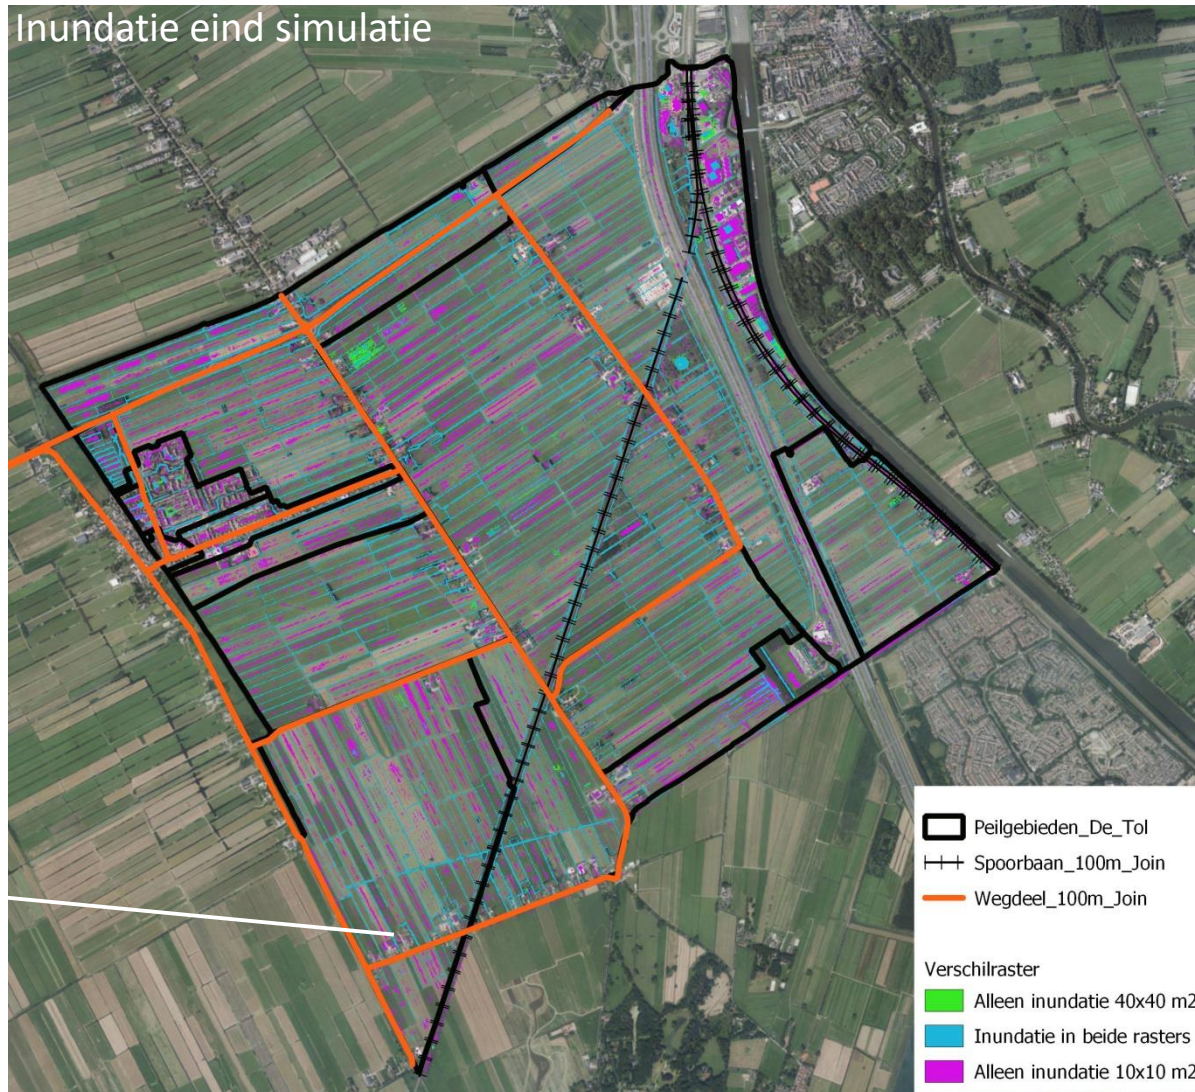 Inundatie eind simulatie
Peilgebieden_De_Tol
Spoorbaan_100m_Join
Wegdeel_100m_Join
Verschilraster
Alleen inundatie 40x40 m2
Inundatie in beide rasters
Alleen inundatie 10x10 m2